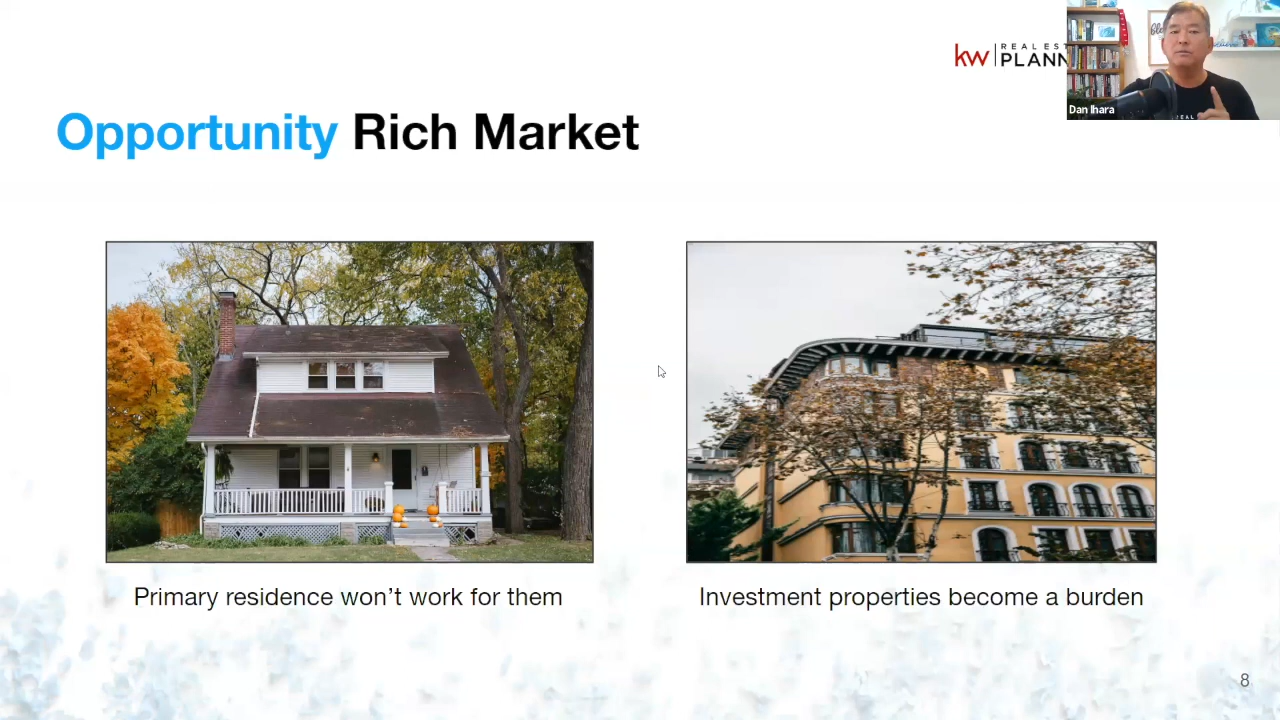 kw REAL EST
PLANN
Dan Ihara
Opportunity Rich Market
Primary residence won’t work for them
Investment properties become a burden
8